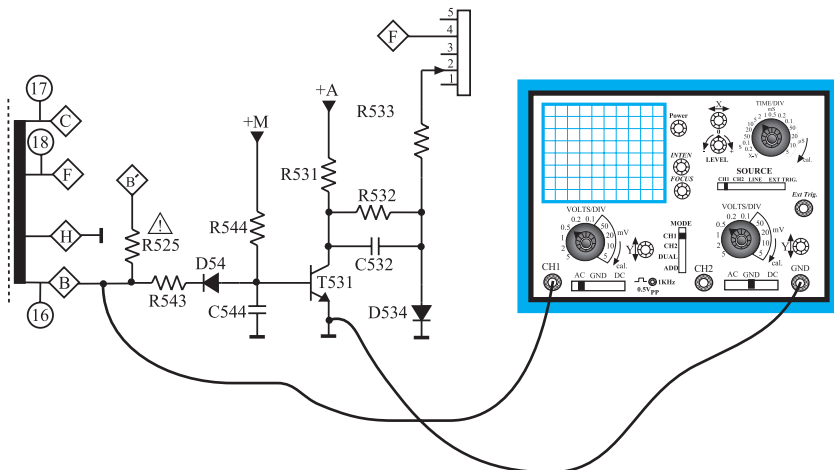 17
C
18
F
H
B
16
B'
R525
R543
D54
+M
R544
C544
+A
R531
T531
R532
C532
D534
R533
F
5
4
3
2
1
Power
INTEN
FOCUS
X
0
- +
LEVEL
TIME/DIV
mS
μS
S
X-Y
cal.
SOURCE
CH1 CH2 LINE EXT TRIG.
Ext Trig.
VOLTS/DIV
0.5 0.2 0.1 50 20 10 5
1
2
5
mV
cal.
Y
MODE
CH1
CH2
DUAL
ADD
VOLTS/DIV
0.5 0.2 0.1 50 20 10 5
1
2
5
mV
cal.
Y
CH1
AC GND DC
0.5VPP
1KHz
CH2
AC GND DC
GND